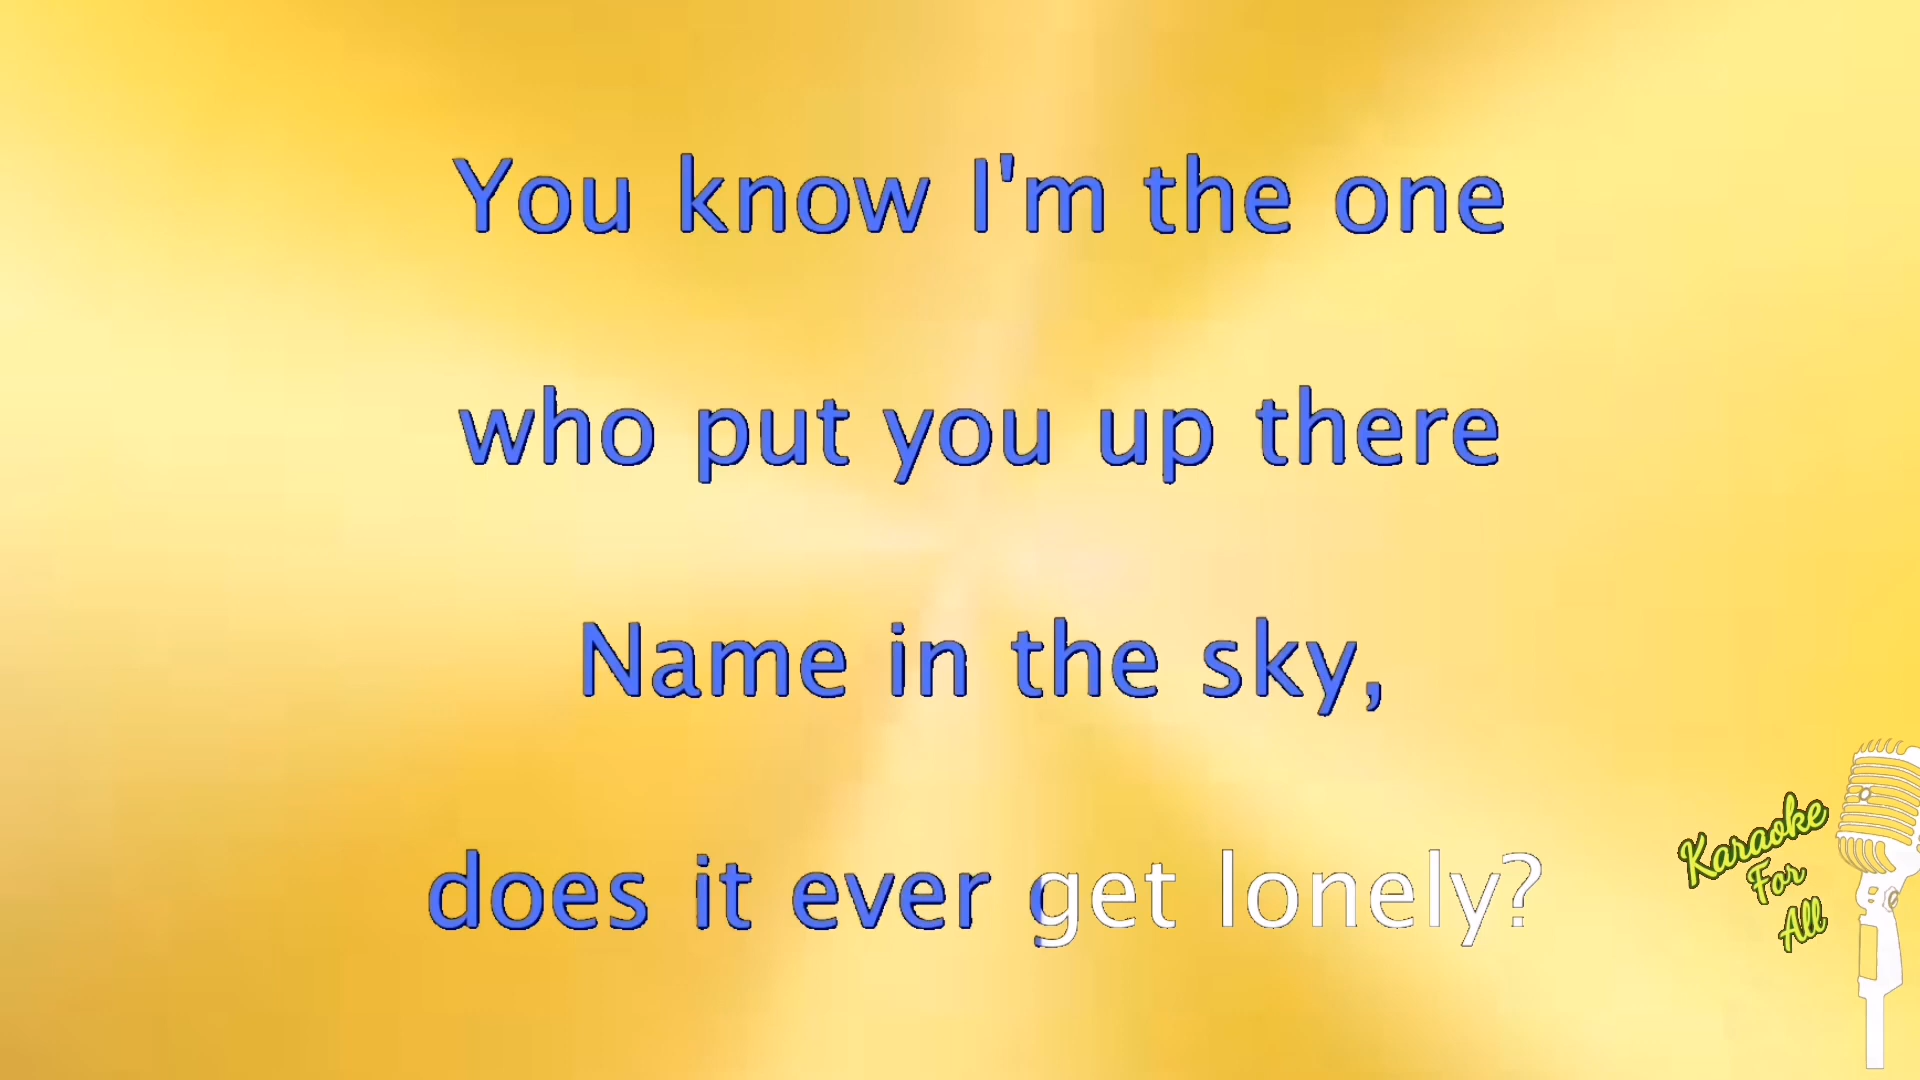 You know I'm the one
who put you up there
Name in the sky,
does it ever get lonely?
Karaoke
For
All